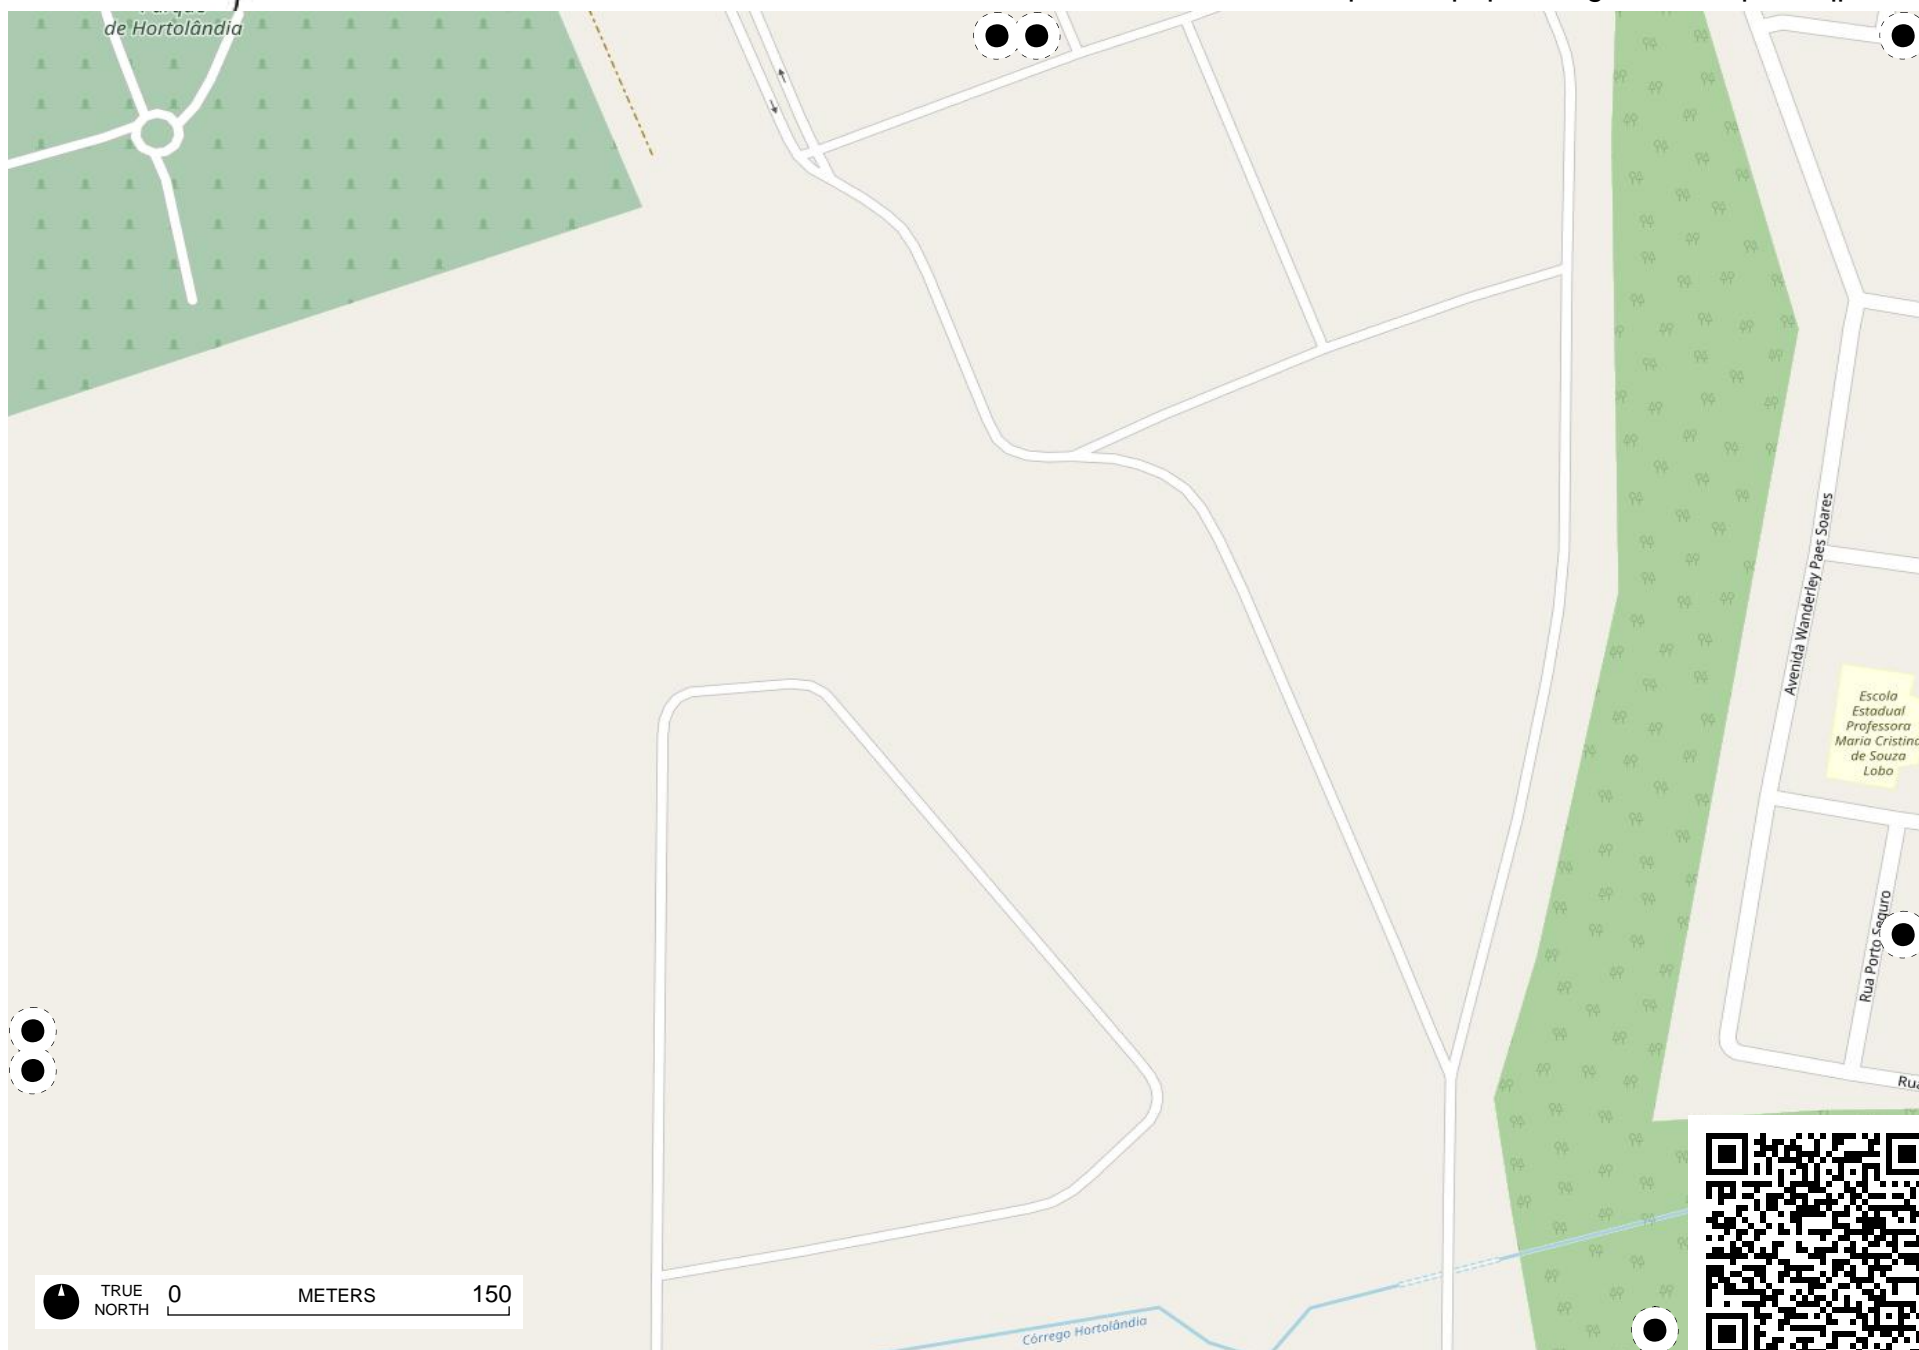 de Hortolândia
Avenida Wanderley Paes Soares
Escola
Estadual
Professora
Maria Cristina
de Souza
Lobo
Rua Porto Seguro
Rua
TRUE
NORTH
0 METERS 150
Córrego Hortolândia